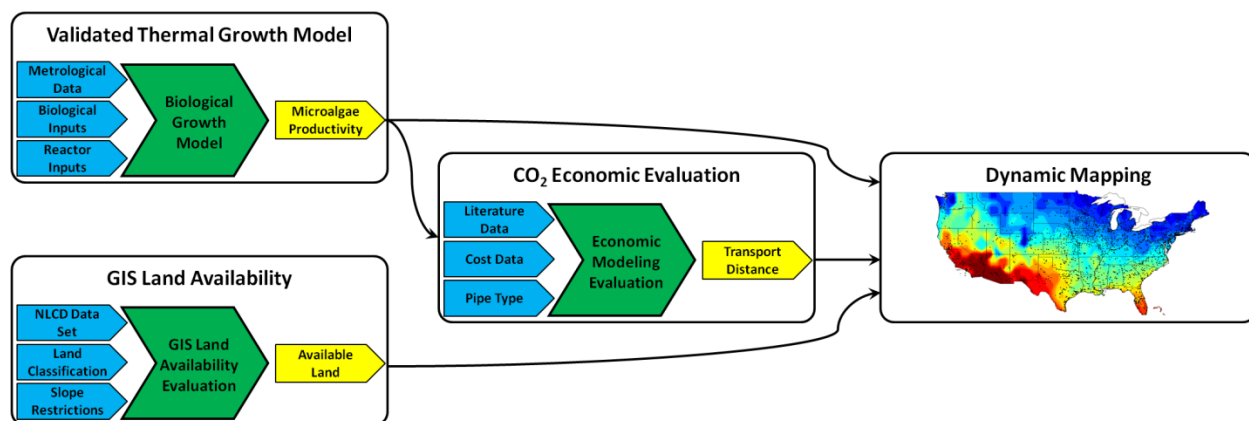 Validated Thermal Growth Model
Metrological
Data
Biological
Inputs
Reactor
Inputs
Biological
Growth
Model
Microalgae
Productivity
CO₂ Economic Evaluation
Literature
Data
Cost Data
Pipe Type
Economic
Modeling
Evaluation
Transport
Distance
Dynamic Mapping
GIS Land Availability
NLCD Data
Set
Land
Classification
Slope
Restrictions
GIS Land
Availability
Evaluation
Available
Land